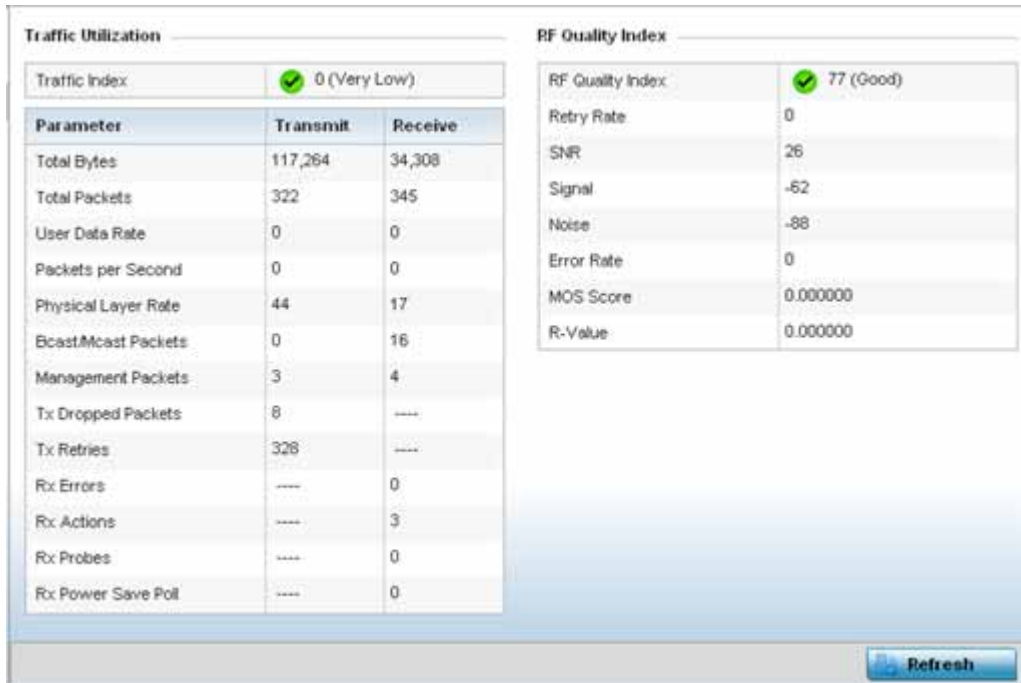 Traffic Utilization
Traffic Index 0 (Very Low)
Parameter Transmit Receive
Total Bytes 117,264 34,308
Total Packets 322 345
User Data Rate 0 0
Packets per Second 0 0
Physical Layer Rate 44 17
Bcast/Mcast Packets 0 16
Management Packets 3 4
Tx Dropped Packets 8 ----
Tx Retries 328 ----
Rx Errors ---- 0
Rx Actions ---- 3
Rx Probes ---- 0
Rx Power Save Poll ---- 0
RF Quality Index
RF Quality Index 77 (Good)
Retry Rate 0
SNR 26
Signal -62
Noise -88
Error Rate 0
MOS Score 0.000000
R-Value 0.000000
Refresh